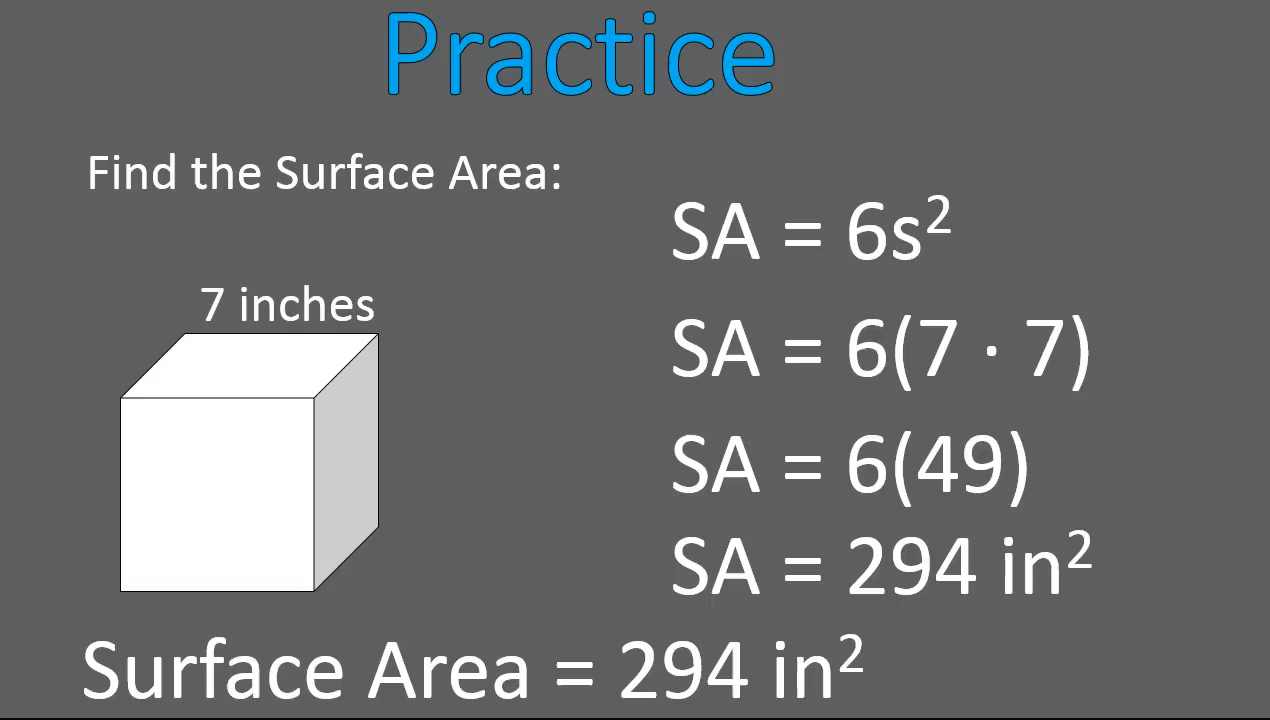 Practice
Find the Surface Area:
7 inches
SA = 6s²
SA = 6(7 · 7)
SA = 6(49)
SA = 294 in²
Surface Area = 294 in²